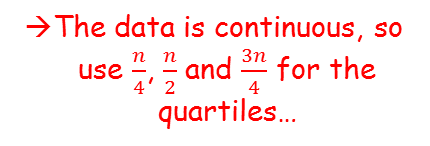 →The data is continuous, so
use n/4, n/2 and 3n/4 for the
quartiles…